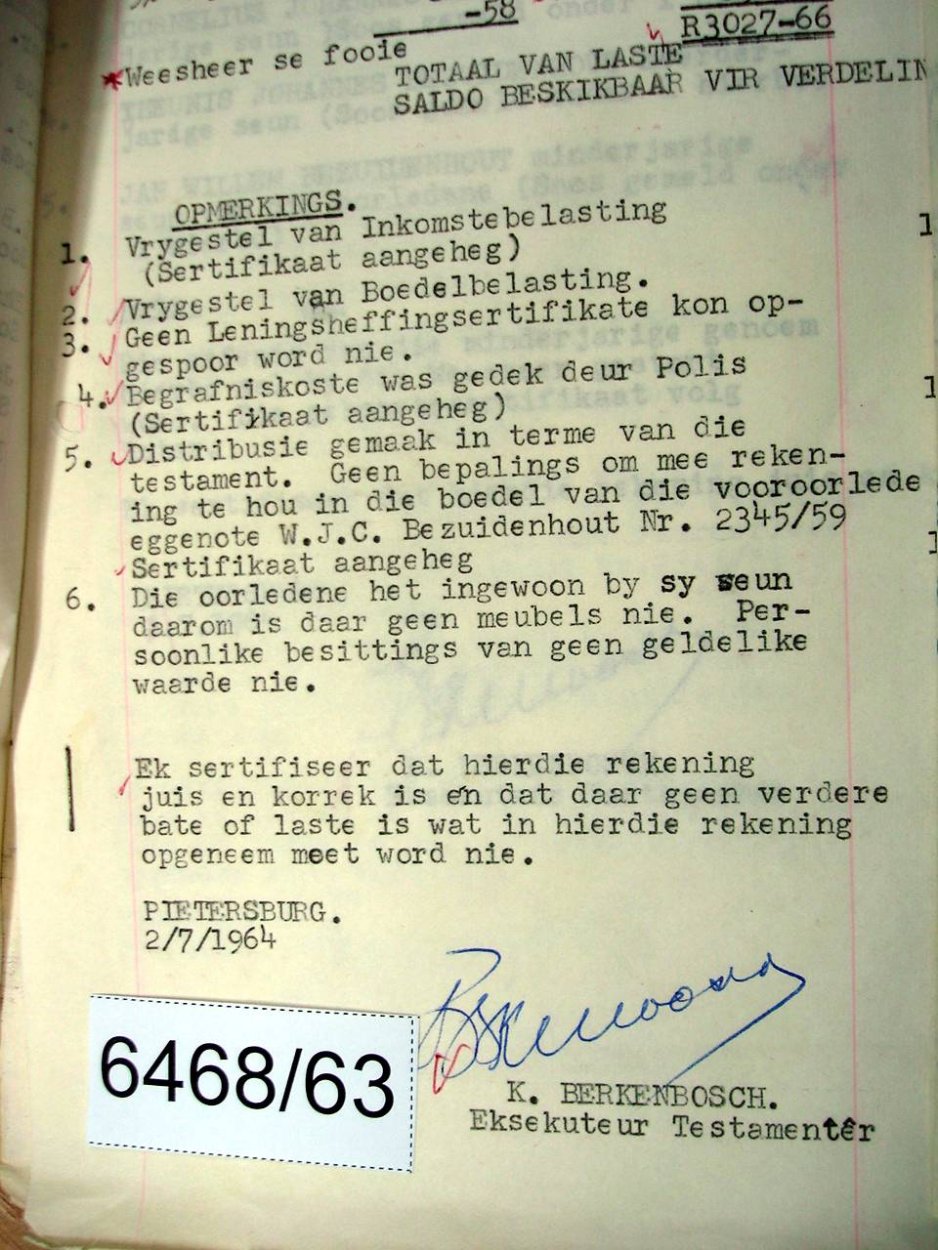 -58
R3027-66
*Weesheer se fooie
TOTAAL VAN LASTE
SALDO BESKIKBAAR VIR VERDELIN
OPMERKINGS.
1. Vrygestel van Inkomstebelasting
(Sertifikaat aangeheg)
2. Vrygestel van Boedelbelasting.
3. Geen Leningsheffingsertifikate kon op-
gespoor word nie.
4. Begrafniskoste was gedek deur Polis
(Sertifikaat aangeheg)
5. Distribusie gemaak in terme van die
testament. Geen bepalings om mee reken-
ing te hou in die boedel van die vooroorlede
eggenote W.J.C. Bezuidenhout Nr. 2345/59
Sertifikaat aangeheg
6. Die oorledene het ingewoon by sy seun
daarom is daar geen meubels nie. Per-
soonlike besittings van geen geldelike
waarde nie.
Ek sertifiseer dat hierdie rekening
juis en korrek is en dat daar geen verdere
bate of laste is wat in hierdie rekening
opgeneem meet word nie.
PIETERSBURG.
2/7/1964
6468/63
K. BERKENBOSCH.
Eksekuteur Testamentêr